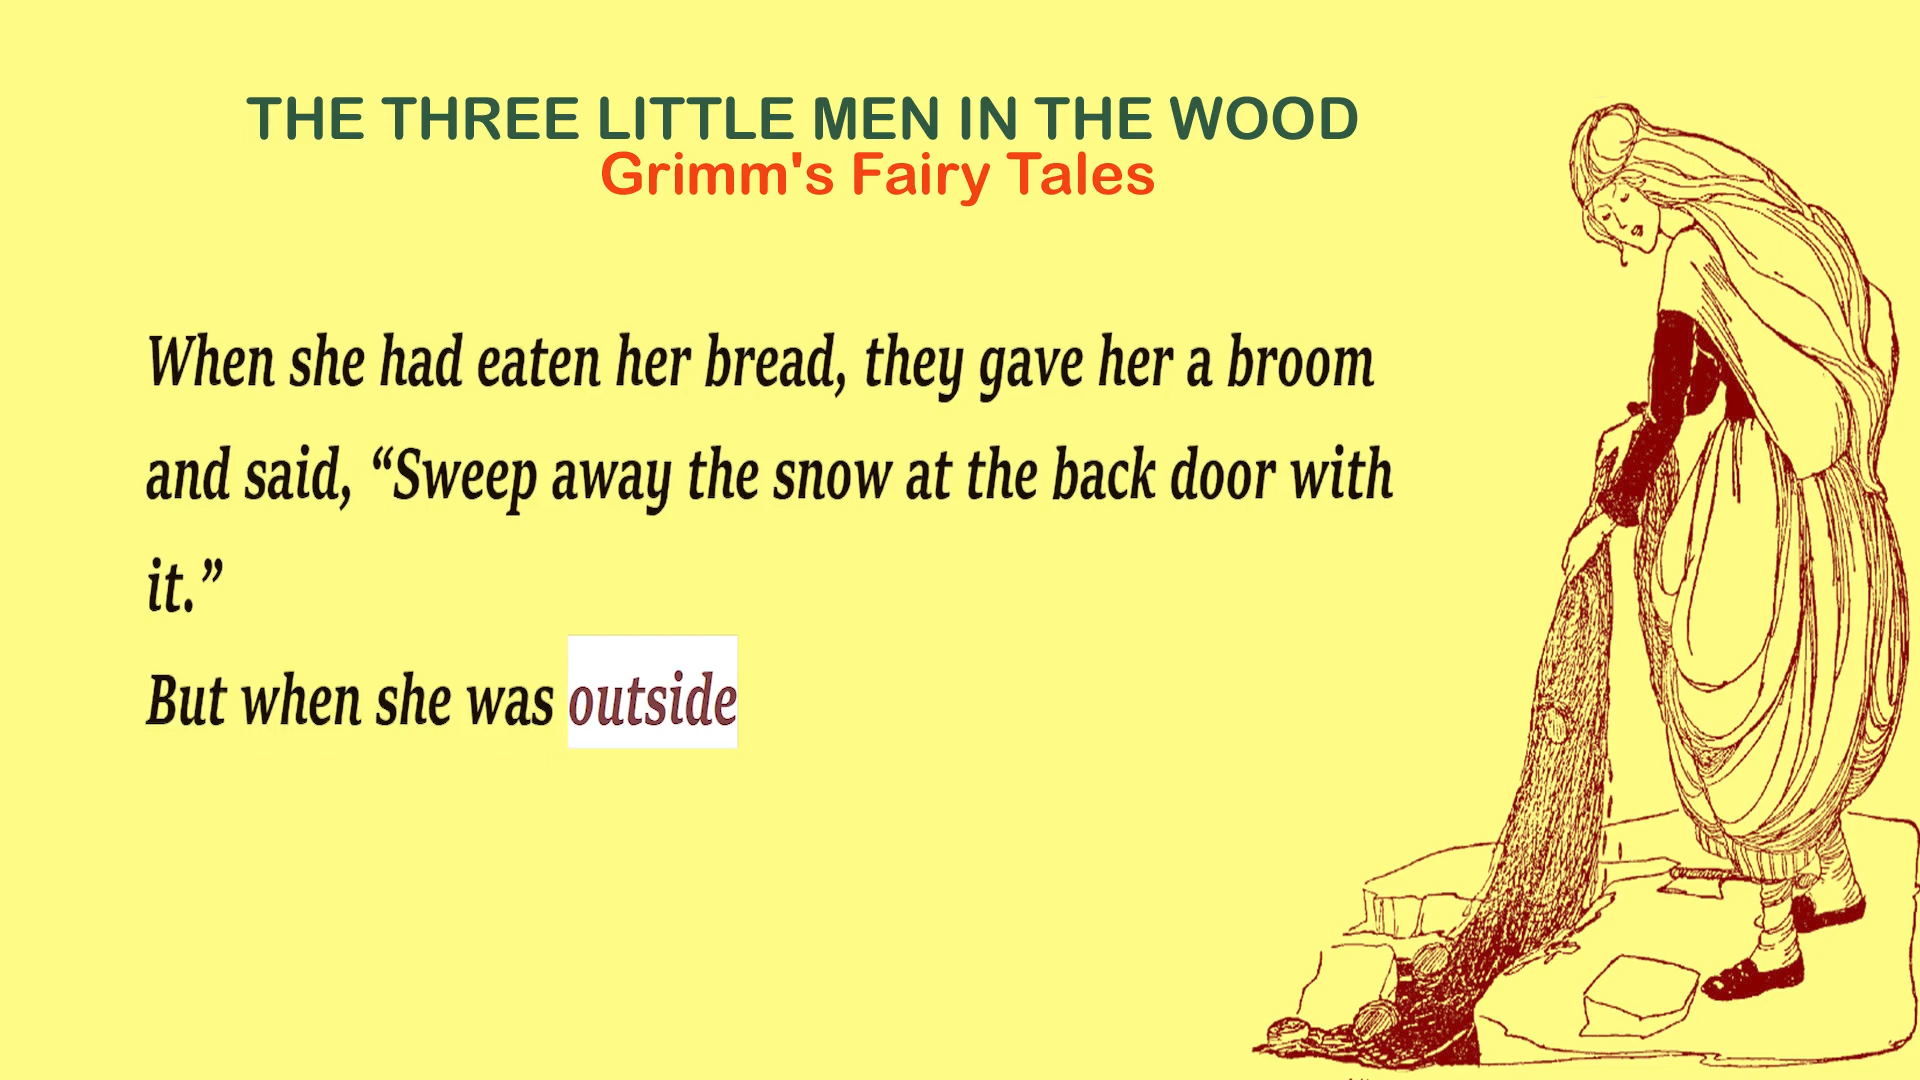 THE THREE LITTLE MEN IN THE WOOD
Grimm's Fairy Tales
When she had eaten her bread, they gave her a broom
and said, “Sweep away the snow at the back door with
it.”
But when she was outside